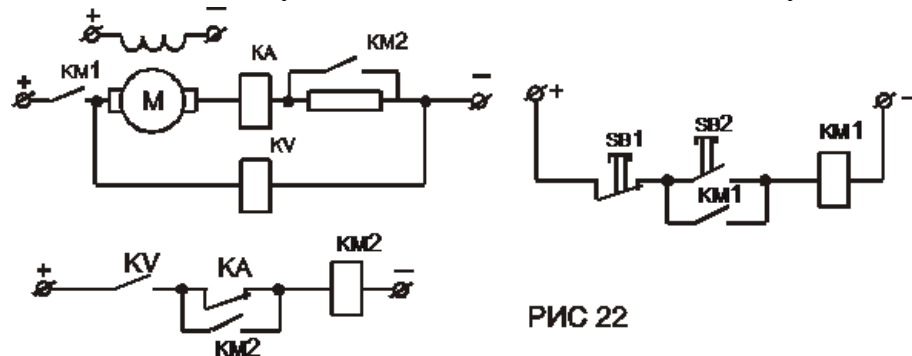 + −
KA KM2
+ KM1 M −
KV
+ −
SB1 SB2 KM1
KM1
+ KV KA KM2 −
KM2
РИС 22